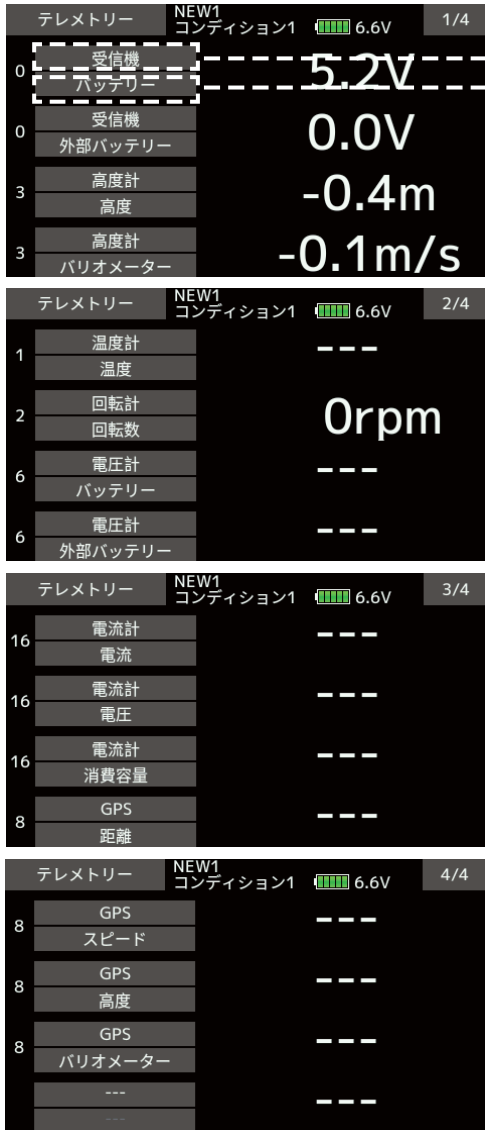 テレメトリー NEW1 コンディション1 6.6V 1/4
0 受信機 バッテリー 5.2V
0 受信機 外部バッテリー 0.0V
3 高度計 高度 -0.4m
3 高度計 バリオメーター -0.1m/s
テレメトリー NEW1 コンディション1 6.6V 2/4
1 温度計 温度 ---
2 回転計 回転数 0rpm
6 電圧計 バッテリー ---
6 電圧計 外部バッテリー ---
テレメトリー NEW1 コンディション1 6.6V 3/4
16 電流計 電流 ---
16 電流計 電圧 ---
16 電流計 消費容量 ---
8 GPS 距離 ---
テレメトリー NEW1 コンディション1 6.6V 4/4
8 GPS スピード ---
8 GPS 高度 ---
8 GPS バリオメーター ---
--- --- ---